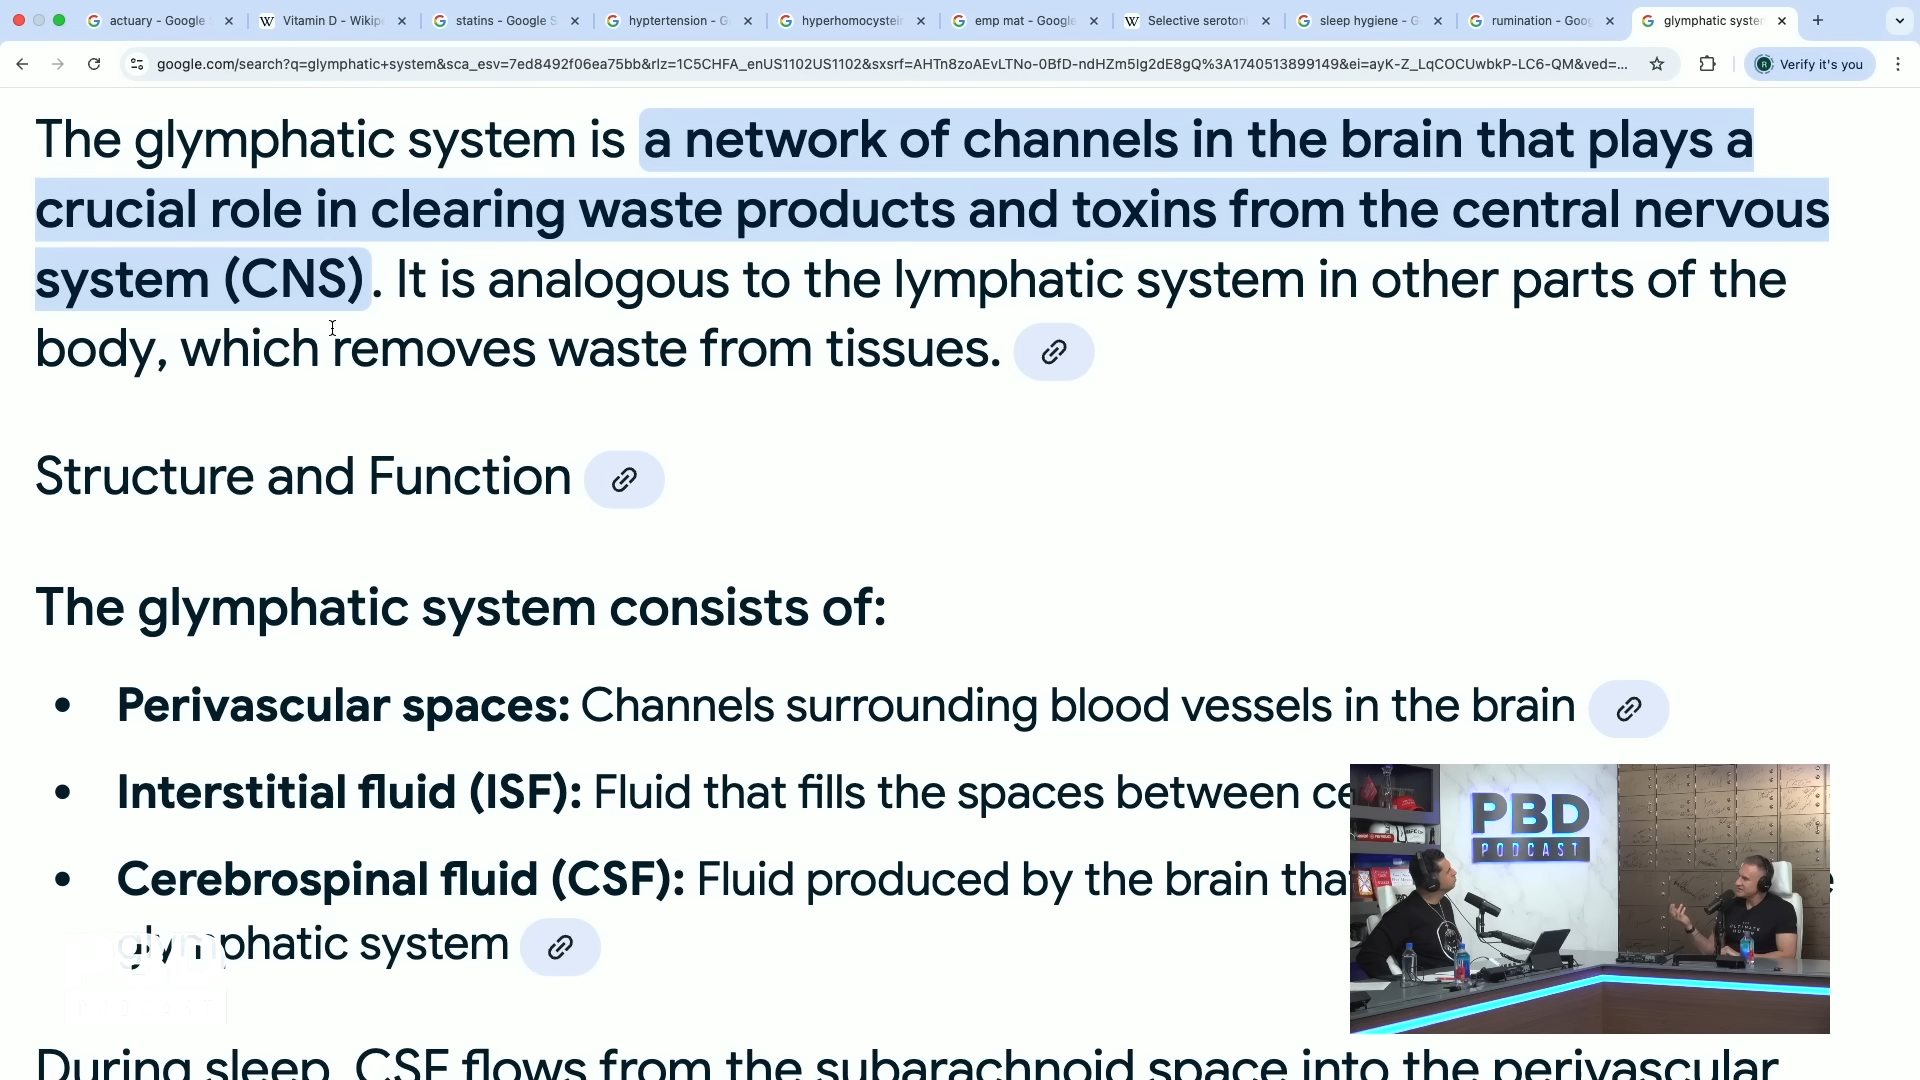 actuary - Google
Vitamin D - Wikip
statins - Google S
hyptertension - G
hyperhomocystei
emp mat - Google
Selective serotoni
sleep hygiene - G
rumination - Goog
glymphatic system
google.com/search?q=glymphatic+system&sca_esv=7ed8492f06ea75bb&rlz=1C5CHFA_enUS1102US1102&sxsrf=AHTn8zoAEvLTNo-0BfD-ndHZm5Ig2dE8gQ%3A1740513899149&ei=ayK-Z_LqCOCUwbkP-LC6-QM&ved=...
Verify it's you
The glymphatic system is a network of channels in the brain that plays a
crucial role in clearing waste products and toxins from the central nervous
system (CNS). It is analogous to the lymphatic system in other parts of the
body, which removes waste from tissues.
Structure and Function
The glymphatic system consists of:
• Perivascular spaces: Channels surrounding blood vessels in the brain
• Interstitial fluid (ISF): Fluid that fills the spaces between ce
• Cerebrospinal fluid (CSF): Fluid produced by the brain tha
glymphatic system
PBD
PODCAST
During sleep, CSF flows from the subarachnoid space into the perivascular